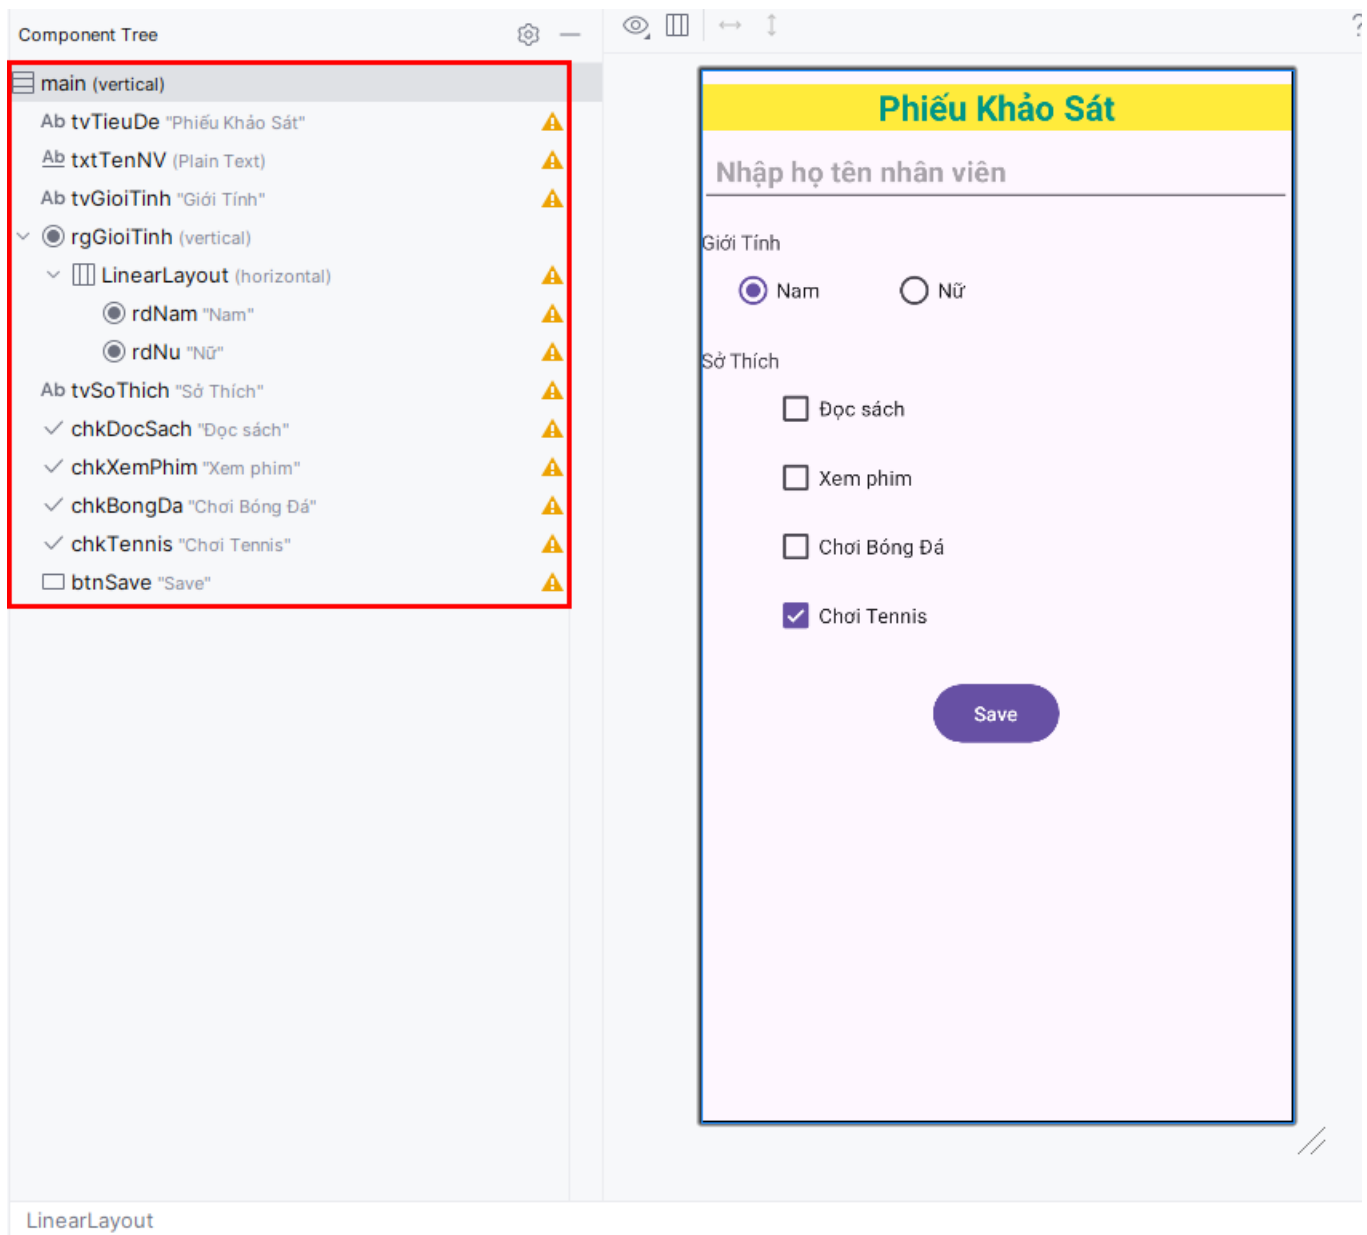 Component Tree
main (vertical)
Ab tvTieuDe "Phiếu Khảo Sát"
Ab txtTenNV (Plain Text)
Ab tvGioiTinh "Giới Tính"
rgGioiTinh (vertical)
LinearLayout (horizontal)
rdNam "Nam"
rdNu "Nữ"
Ab tvSoThich "Sở Thích"
chkDocSach "Đọc sách"
chkXemPhim "Xem phim"
chkBongDa "Chơi Bóng Đá"
chkTennis "Chơi Tennis"
btnSave "Save"
?
Phiếu Khảo Sát
Nhập họ tên nhân viên
Giới Tính
Nam Nữ
Sở Thích
Đọc sách
Xem phim
Chơi Bóng Đá
Chơi Tennis
Save
LinearLayout